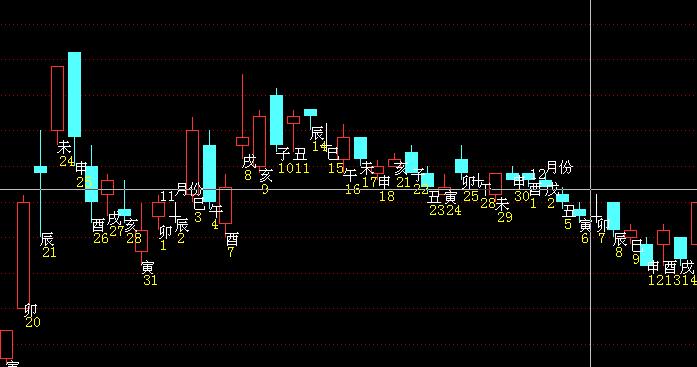 寅
卯
20
辰
21
未
24
申
25
酉
26
戌
27
亥
28
寅
31
11月份
卯
1
辰
2
巳
3
午
4
酉
7
戌
8
亥
9
子
10
丑
11
辰
14
巳
15
午
16
未
17
申
18
亥
21
子
22
丑
23
寅
24
卯
25
午
28
未
29
申
30
12月份
酉
1
戌
2
丑
5
寅
6
卯
7
辰
8
巳
9
申
12
酉
13
戌
14